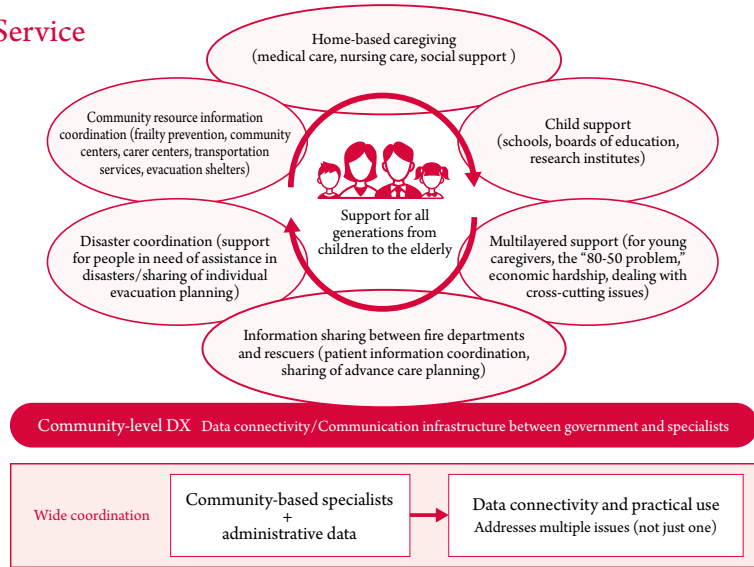 Service
Home-based caregiving
(medical care, nursing care, social support )
Community resource information
coordination (frailty prevention, community
centers, carer centers, transportation
services, evacuation shelters)
Child support
(schools, boards of education,
research institutes)
Support for all
generations from
children to the elderly
Disaster coordination (support
for people in need of assistance in
disasters/sharing of individual
evacuation planning)
Multilayered support (for young
caregivers, the “80-50 problem,”
economic hardship, dealing with
cross-cutting issues)
Information sharing between fire departments
and rescuers (patient information coordination,
sharing of advance care planning)
Community-level DX Data connectivity/Communication infrastructure between government and specialists
Wide coordination
Community-based specialists
+
administrative data
Data connectivity and practical use
Addresses multiple issues (not just one)